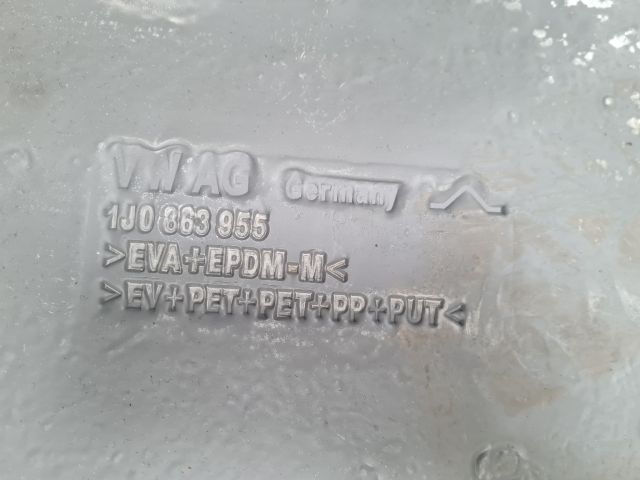 VW AG Germany
1J0 863 955
>EVA+EPDM-M<
>EV+PET+PET+PP+PUT<